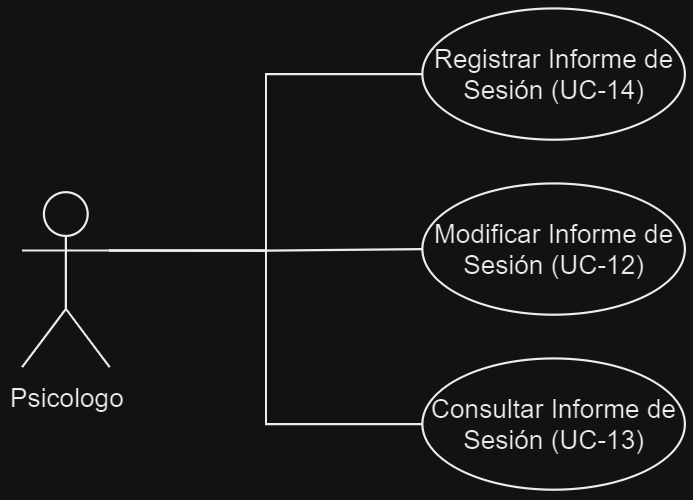 Registrar Informe de
Sesión (UC-14)
Modificar Informe de
Sesión (UC-12)
Psicologo
Consultar Informe de
Sesión (UC-13)